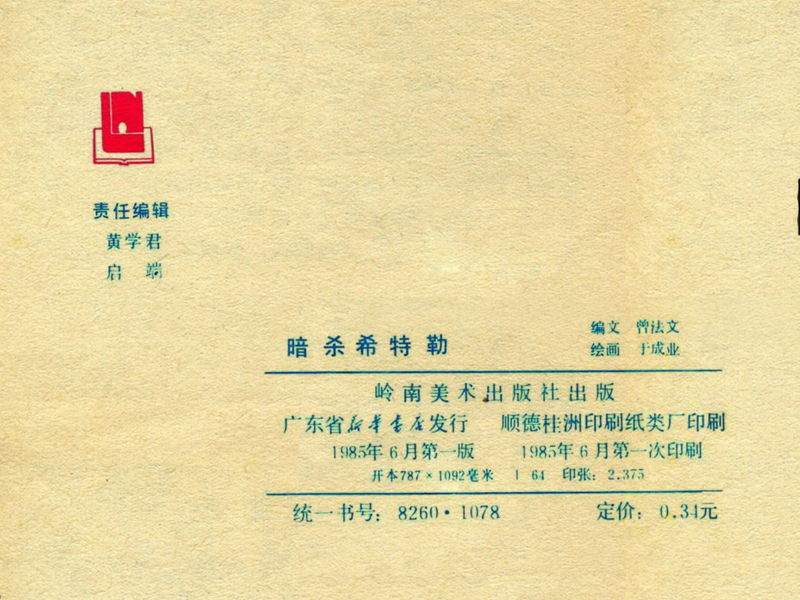 责任编辑
黄学君
启 端
暗杀希特勒
编文 曾法文
绘画 于成业
岭南美术出版社出版
广东省新华书店发行 顺德桂洲印刷纸类厂印刷
1985年6月第一版 1985年6月第一次印刷
开本787×1092毫米 1 64 印张：2.375
统一书号：8260·1078 定价：0.34元